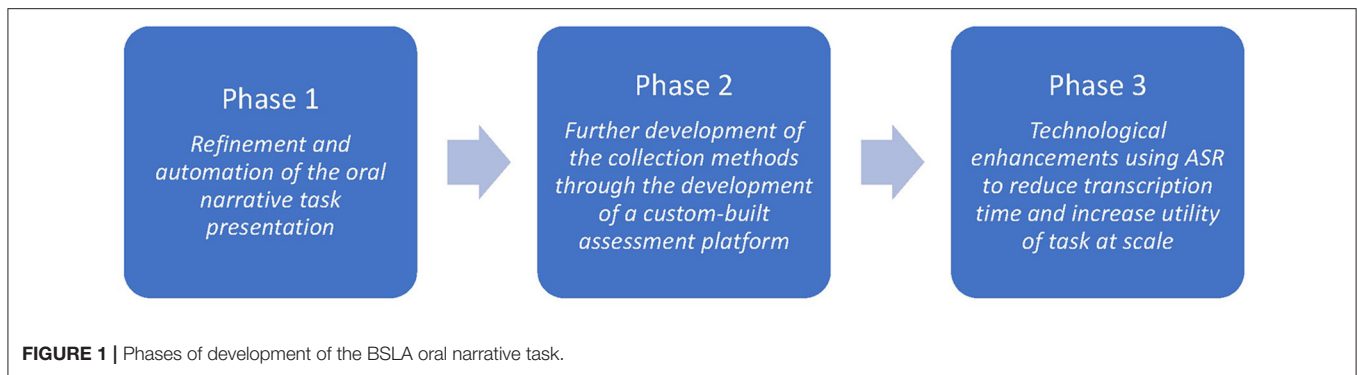 Phase 1
Refinement and
automation of the oral
narrative task
presentation
Phase 2
Further development of
the collection methods
through the development
of a custom-built
assessment platform
Phase 3
Technological
enhancements using ASR
to reduce transcription
time and increase utility
of task at scale
FIGURE 1 | Phases of development of the BSLA oral narrative task.